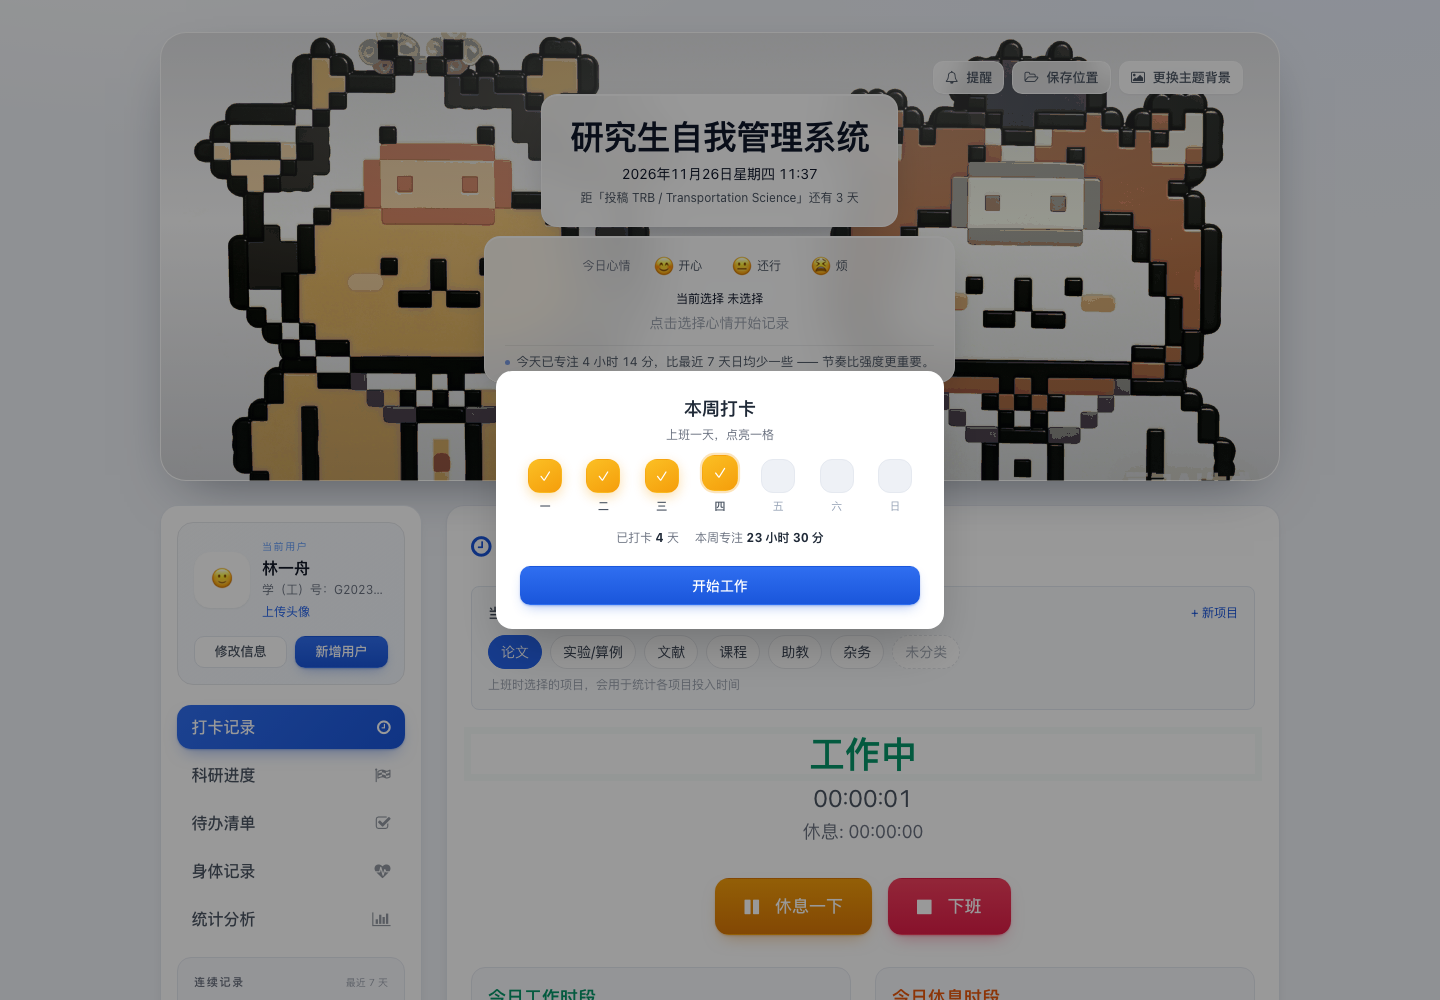 提醒
保存位置
更换主题背景
研究生自我管理系统
2026年11月26日星期四 11:37
距「投稿 TRB / Transportation Science」还有 3 天
今日心情
开心
还行
烦
当前选择 未选择
点击选择心情开始记录
今天已专注 4 小时 14 分，比最近 7 天日均少一些 —— 节奏比强度更重要。
本周打卡
上班一天，点亮一格
一
二
三
四
五
六
日
已打卡 4 天 本周专注 23 小时 30 分
开始工作
当前用户
林一舟
学（工）号：G2023...
上传头像
修改信息
新增用户
打卡记录
科研进度
待办清单
身体记录
统计分析
连续记录
最近 7 天
+ 新项目
论文
实验/算例
文献
课程
助教
杂务
未分类
上班时选择的项目，会用于统计各项目投入时间
工作中
00:00:01
休息: 00:00:00
休息一下
下班
今日工作时段
今日休息时段